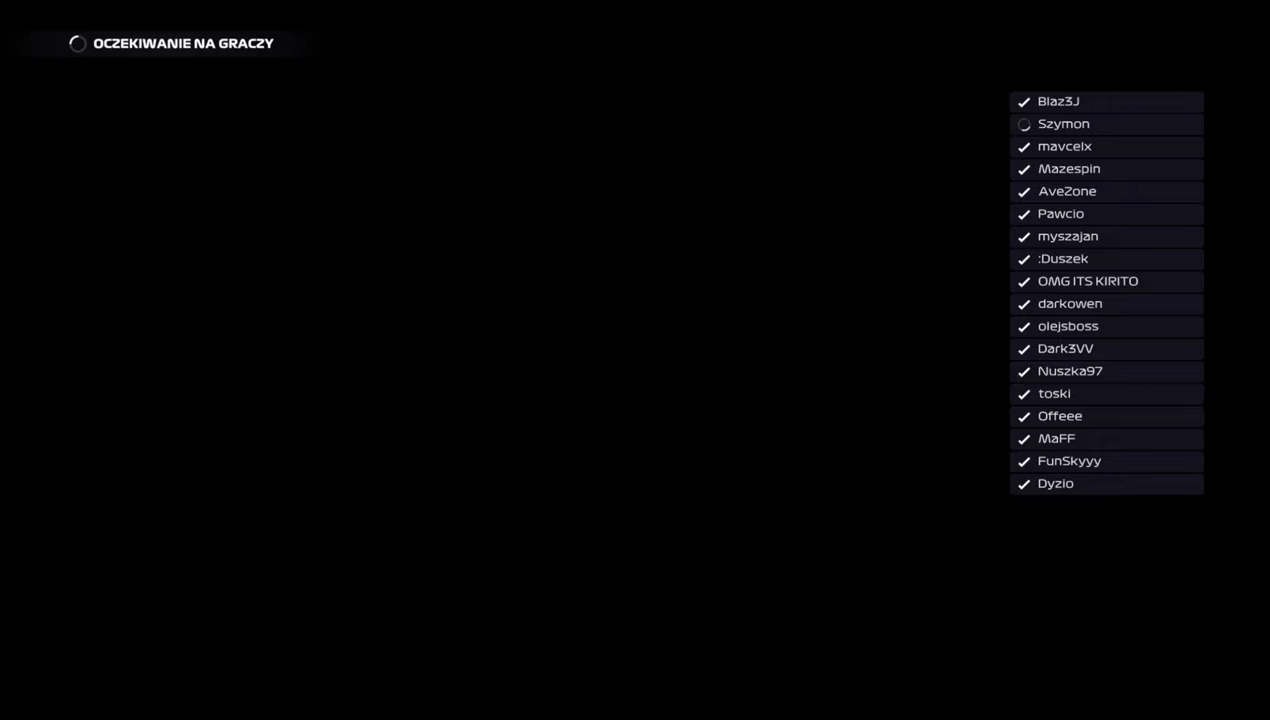 OCZEKIWANIE NA GRACZY
Blaz3J
Szymon
mavcelx
Mazespin
AveZone
Pawcio
myszajan
:Duszek
OMG ITS KIRITO
darkowen
olejsboss
Dark3VV
Nuszka97
toski
Offeee
MaFF
FunSkyyy
Dyzio